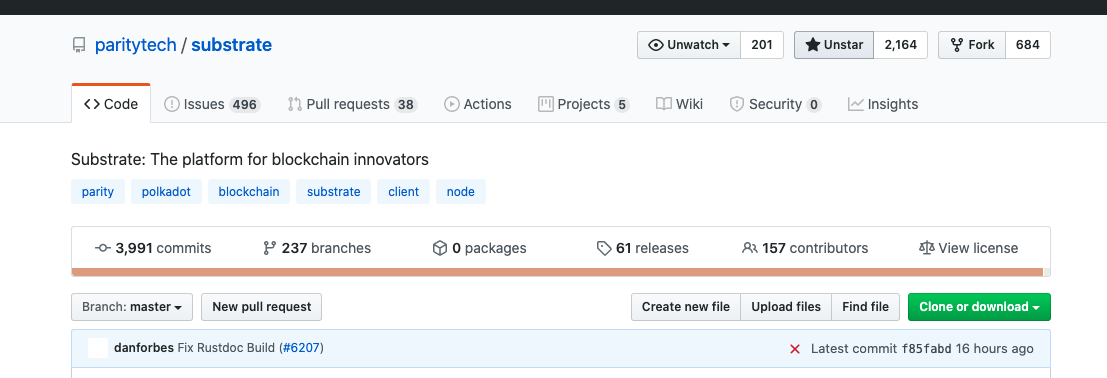 paritytech / substrate Unwatch 201 Unstar 2,164 Fork 684
Code Issues 496 Pull requests 38 Actions Projects 5 Wiki Security 0 Insights
Substrate: The platform for blockchain innovators
parity polkadot blockchain substrate client node
3,991 commits 237 branches 0 packages 61 releases 157 contributors View license
Branch: master New pull request Create new file Upload files Find file Clone or download
danforbes Fix Rustdoc Build (#6207) Latest commit f85fabd 16 hours ago